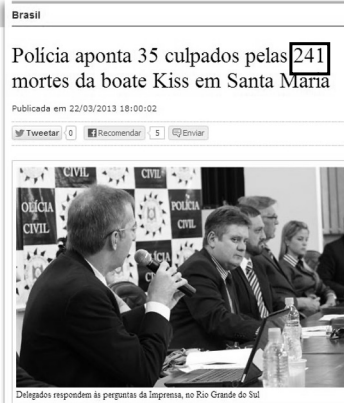 Brasil
Polícia aponta 35 culpados pelas 241
mortes da boate Kiss em Santa Maria
Publicada em 22/03/2013 18:00:02
Tweetar 0 Recomendar 5 Enviar
CIVIL CIVIL
OLÍCIA POLÍCIA
CIVIL CIVIL
Delegados respondem às perguntas da Imprensa, no Rio Grande do Sul